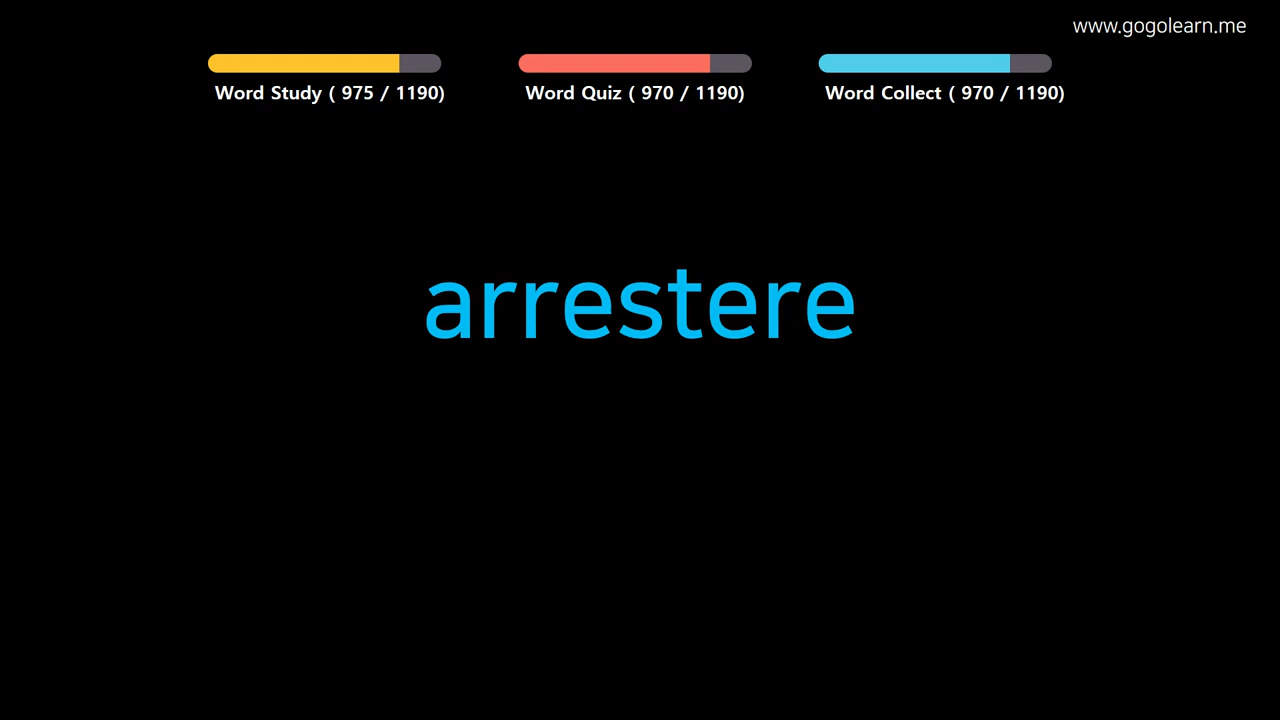 www.gogolearn.me
Word Study ( 975 / 1190)
Word Quiz ( 970 / 1190)
Word Collect ( 970 / 1190)
arrestere